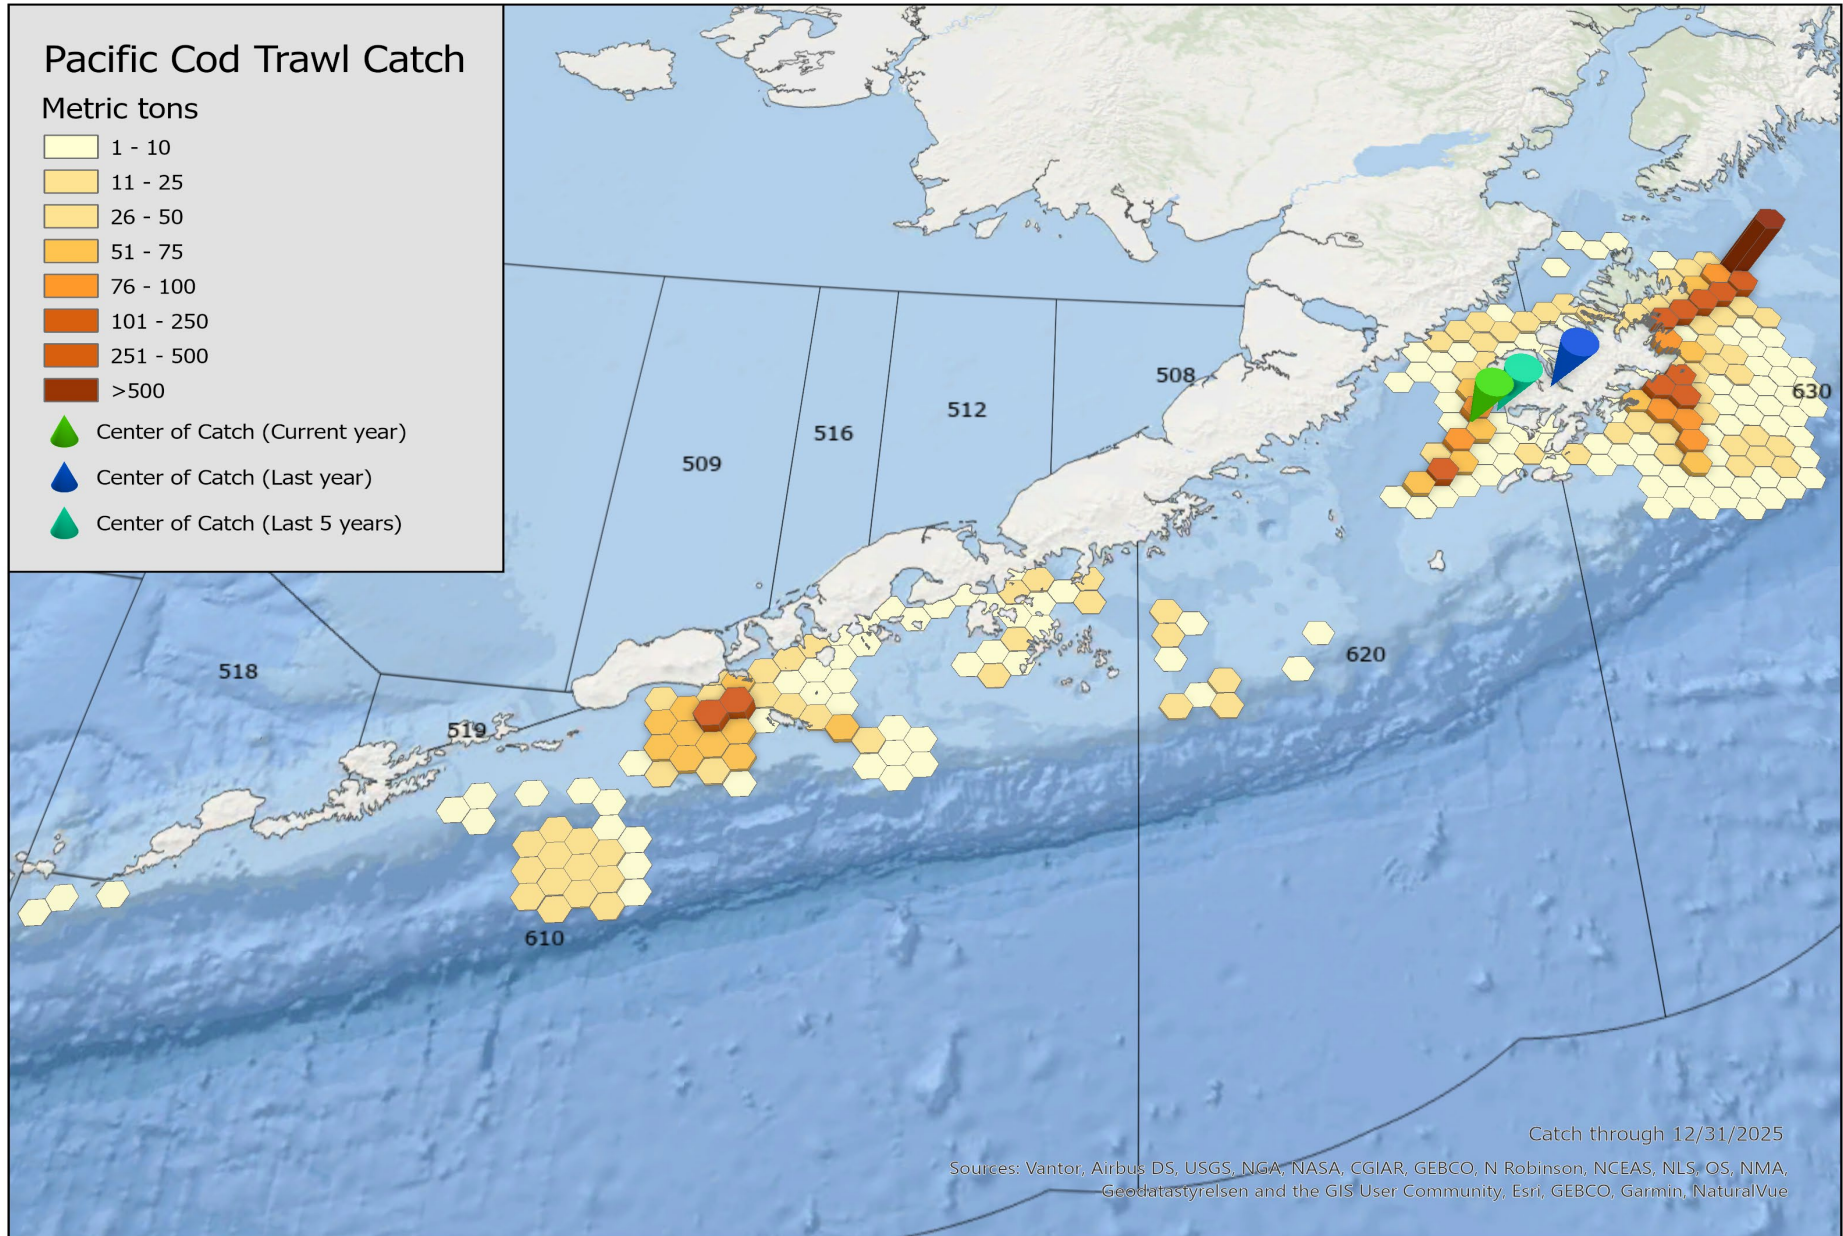 Pacific Cod Trawl Catch
Metric tons
1 - 10
11 - 25
26 - 50
51 - 75
76 - 100
101 - 250
251 - 500
>500
Center of Catch (Current year)
Center of Catch (Last year)
Center of Catch (Last 5 years)
508
630
512
516
509
620
518
519
610
Catch through 12/31/2025
Sources: Vantor, Airbus DS, USGS, NGA, NASA, CGIAR, GEBCO, N Robinson, NCEAS, NLS, OS, NMA,
Geodatastyrelsen and the GIS User Community, Esri, GEBCO, Garmin, NaturalVue